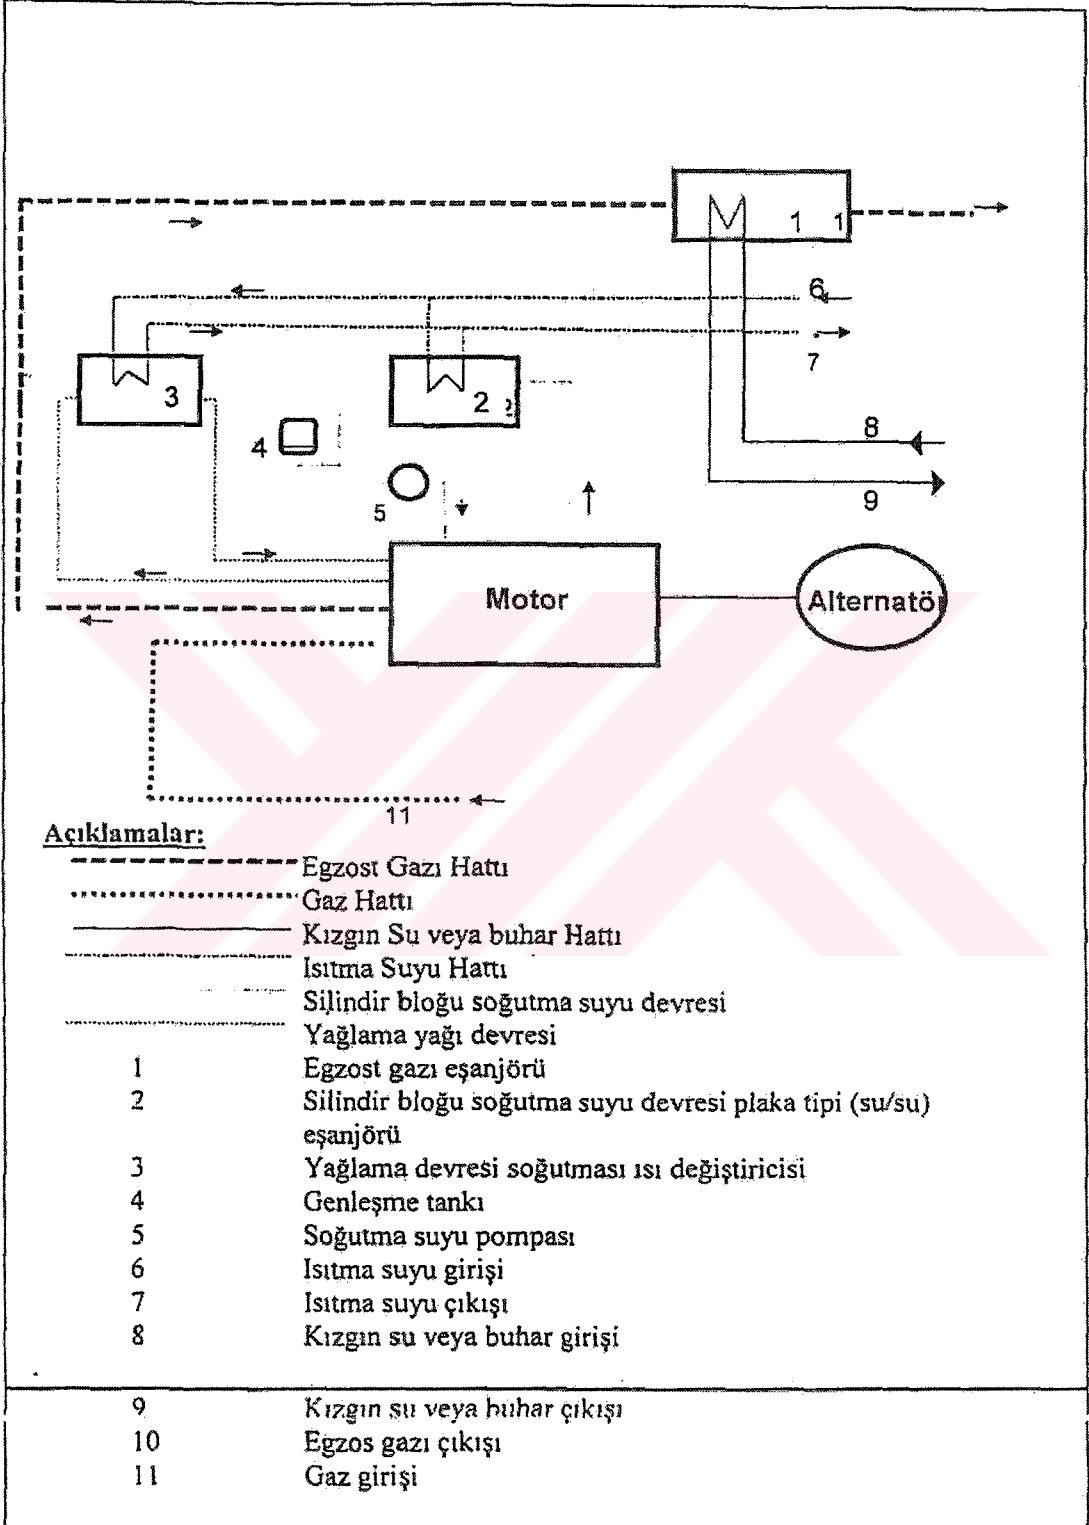 1 1
6
7
3
2 2
4
5
8
9
Motor
Alternatör
11
Açıklamalar:
Egzost Gazı Hattı
Gaz Hattı
Kızgın Su veya buhar Hattı
Isıtma Suyu Hattı
Silindir bloğu soğutma suyu devresi
Yağlama yağı devresi
1 Egzost gazı eşanjörü
2 Silindir bloğu soğutma suyu devresi plaka tipi (su/su)
eşanjörü
3 Yağlama devresi soğutması ısı değiştiricisi
4 Genleşme tankı
5 Soğutma suyu pompası
6 Isıtma suyu girişi
7 Isıtma suyu çıkışı
8 Kızgın su veya buhar girişi
9 Kızgın su veya buhar çıkışı
10 Egzos gazı çıkışı
11 Gaz girişi